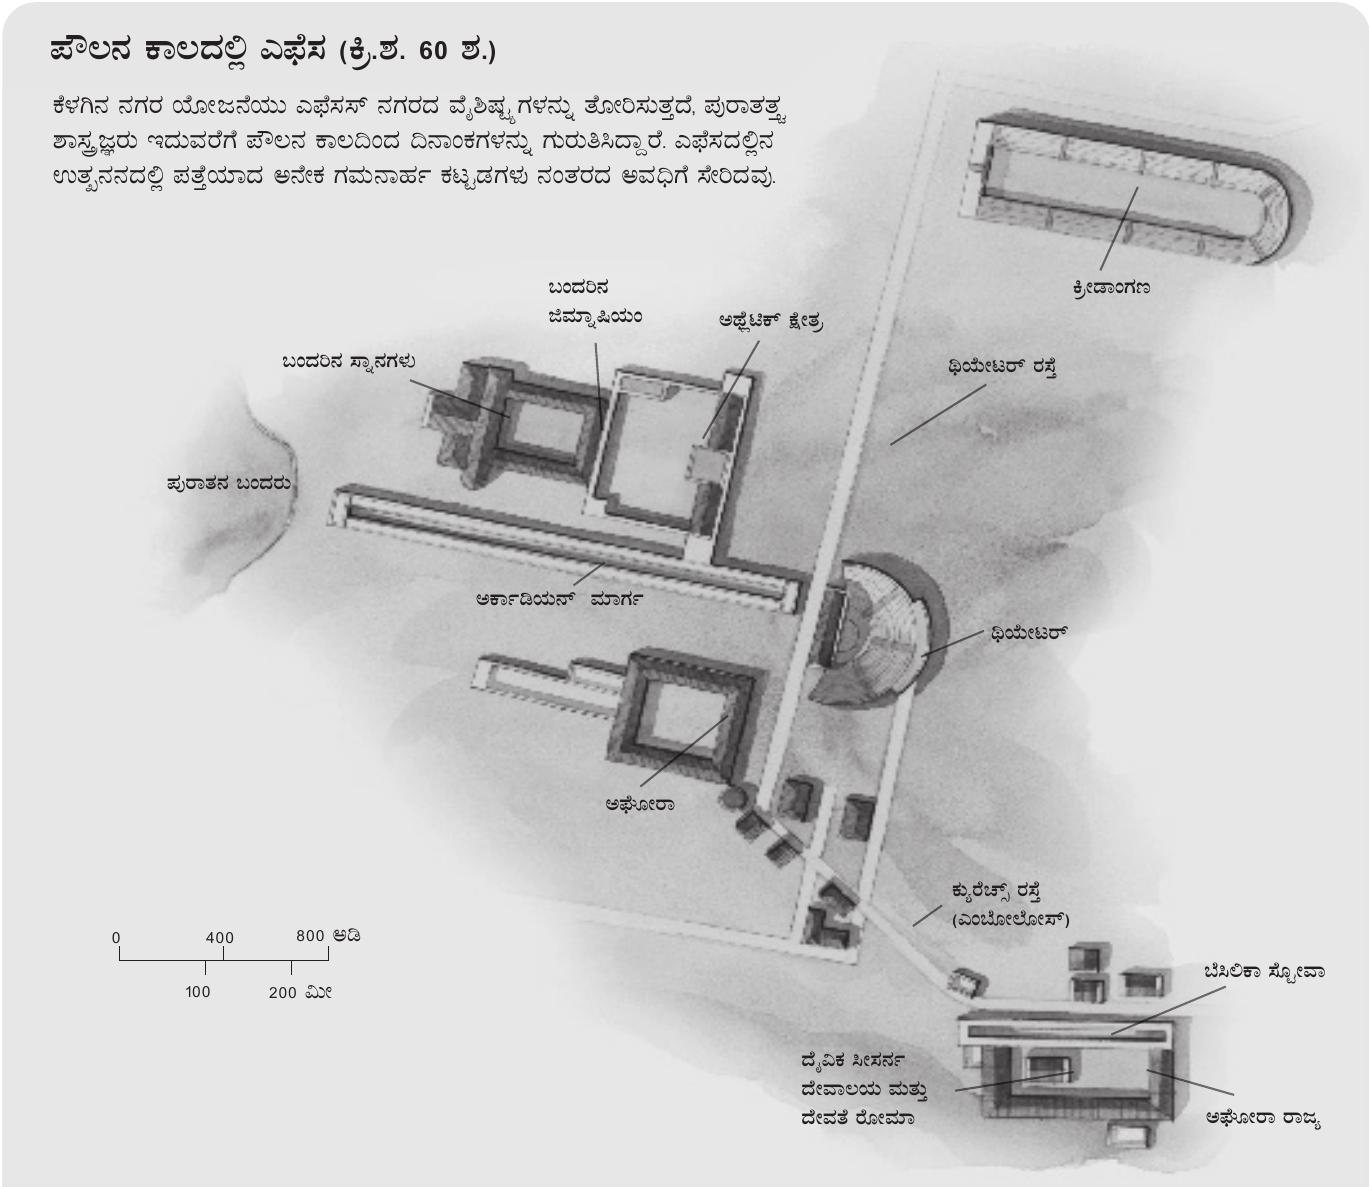 ಪೌಲನ ಕಾಲದಲ್ಲಿ ಎಫೆಸ (ಕ್ರಿ.ಶ. 60 ಶ.)
ಕೆಳಗಿನ ನಗರ ಯೋಜನೆಯು ಎಫೆಸಸ್ ನಗರದ ವೈಶಿಷ್ಟ್ಯಗಳನ್ನು ತೋರಿಸುತ್ತದೆ, ಪುರಾತತ್ತ್ವ
ಶಾಸ್ತ್ರಜ್ಞರು ಇದುವರೆಗೆ ಪೌಲನ ಕಾಲದಿಂದ ದಿನಾಂಕಗಳನ್ನು ಗುರುತಿಸಿದ್ದಾರೆ. ಎಫೆಸದಲ್ಲಿನ
ಉತ್ಖನನದಲ್ಲಿ ಪತ್ತೆಯಾದ ಅನೇಕ ಗಮನಾರ್ಹ ಕಟ್ಟಡಗಳು ನಂತರದ ಅವಧಿಗೆ ಸೇರಿದವು.
ಕ್ರೀಡಾಂಗಣ
ಬಂದರಿನ
ಜಿಮ್ನಾಷಿಯಂ
ಅಥ್ಲೆಟಿಕ್ ಕ್ಷೇತ್ರ
ಬಂದರಿನ ಸ್ನಾನಗಳು
ಥಿಯೇಟರ್ ರಸ್ತೆ
ಪುರಾತನ ಬಂದರು
ಅರ್ಕಾಡಿಯನ್ ಮಾರ್ಗ
ಥಿಯೇಟರ್
ಅಘೋರಾ
ಕ್ಯುರೆಚ್ಸ್ ರಸ್ತೆ
(ಎಂಬೋಲೋಸ್)
0 400 800 ಅಡಿ
100 200 ಮೀ
ಬೆಸಿಲಿಕಾ ಸ್ಟೋವಾ
ದೈವಿಕ ಸೀಸರ್ನ
ದೇವಾಲಯ ಮತ್ತು
ದೇವತೆ ರೋಮಾ
ಅಘೋರಾ ರಾಜ್ಯ